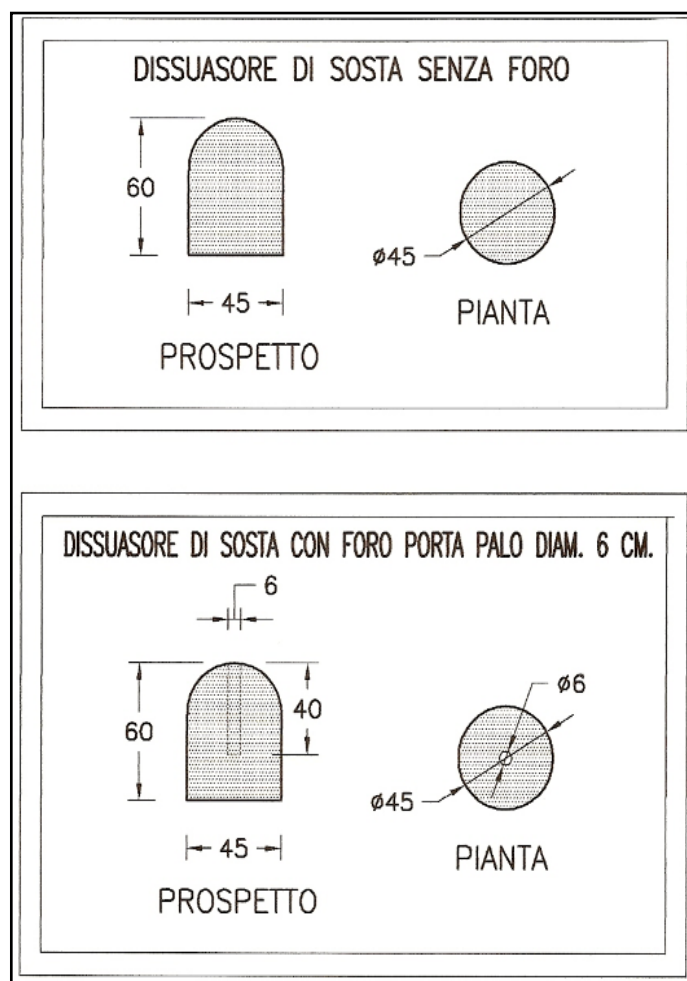 DISSUASORE DI SOSTA SENZA FORO
60
ø45
45
PIANTA
PROSPETTO
DISSUASORE DI SOSTA CON FORO PORTA PALO DIAM. 6 CM.
6
ø6
40
60
ø45
45
PIANTA
PROSPETTO